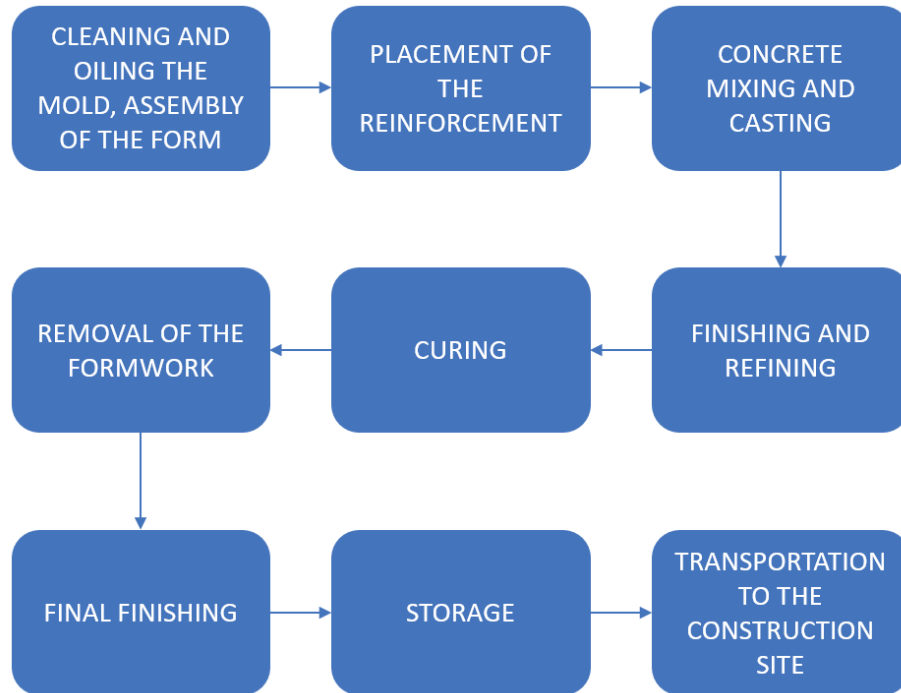 CLEANING AND
OILING THE
MOLD, ASSEMBLY
OF THE FORM
PLACEMENT OF
THE
REINFORCEMENT
CONCRETE
MIXING AND
CASTING
FINISHING AND
REFINING
CURING
REMOVAL OF THE
FORMWORK
FINAL FINISHING
STORAGE
TRANSPORTATION
TO THE
CONSTRUCTION
SITE